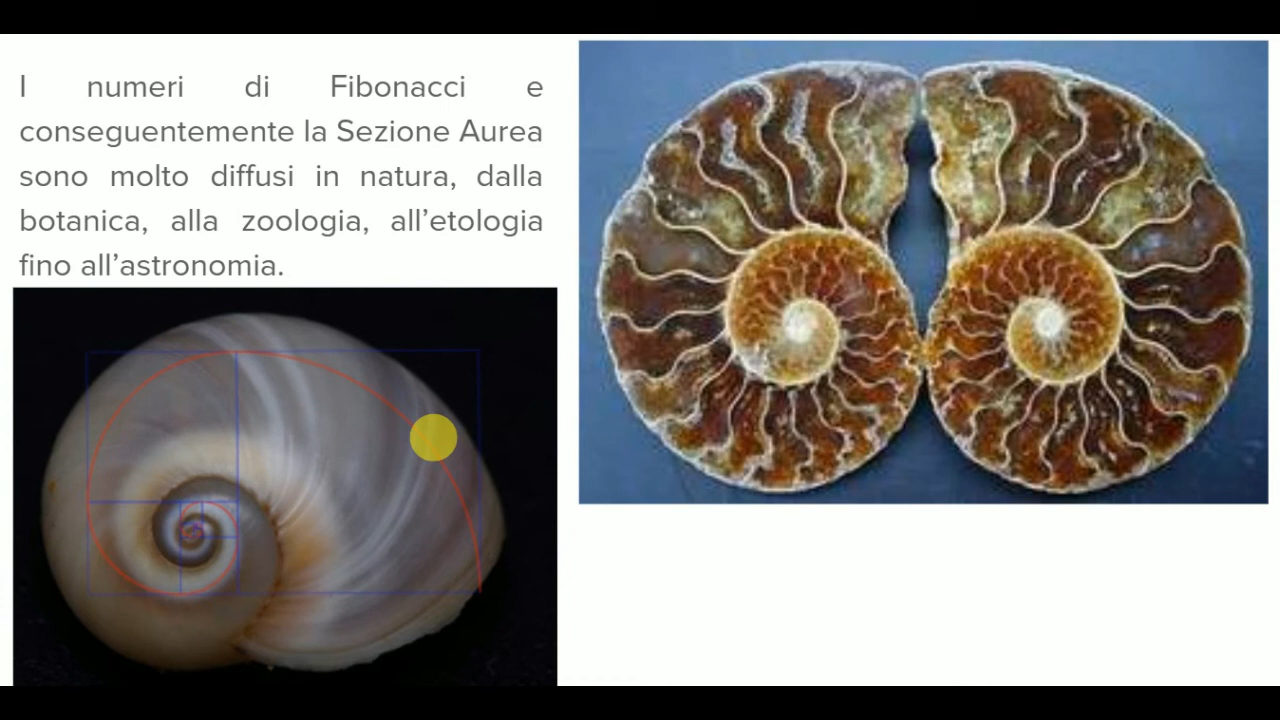 I numeri di Fibonacci e
conseguentemente la Sezione Aurea
sono molto diffusi in natura, dalla
botanica, alla zoologia, all’etologia
fino all’astronomia.